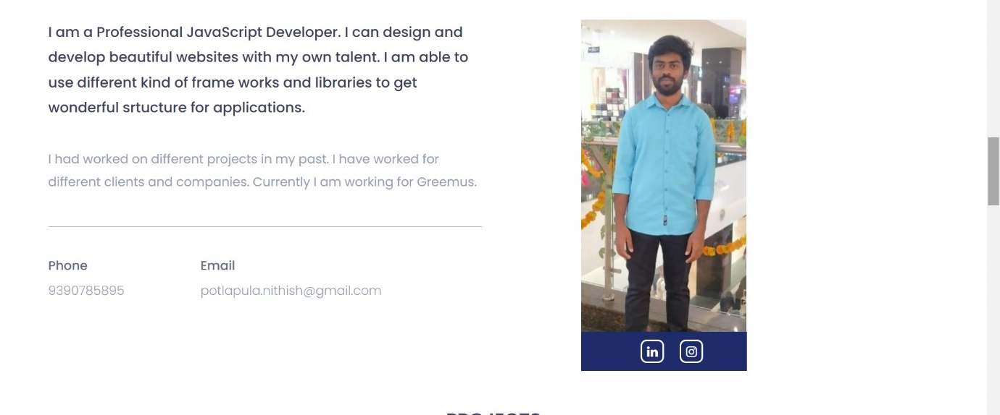 I am a Professional JavaScript Developer. I can design and
develop beautiful websites with my own talent. I am able to
use different kind of frame works and libraries to get
wonderful srtucture for applications.
I had worked on different projects in my past. I have worked for
different clients and companies. Currently I am working for Greemus.
Phone
Email
9390785895
potlapula.nithish@gmail.com
in
PROJECTS